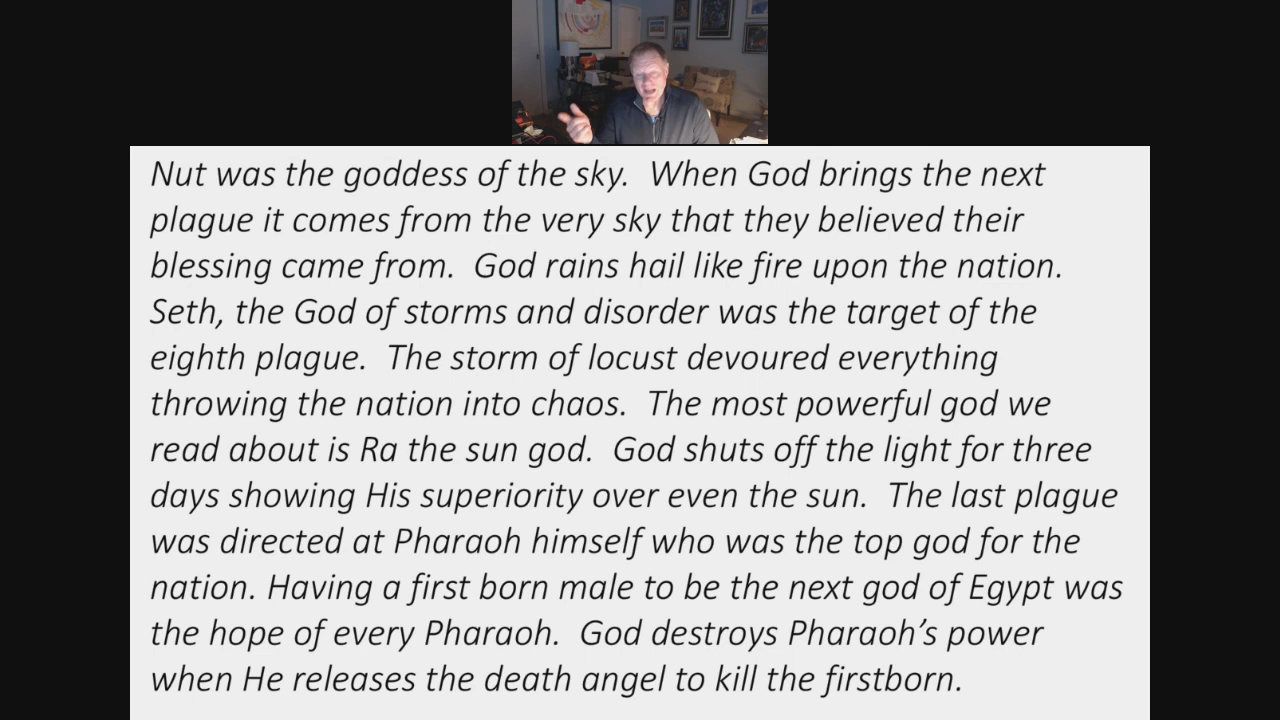 Nut was the goddess of the sky.  When God brings the next
plague it comes from the very sky that they believed their
blessing came from.  God rains hail like fire upon the nation.
Seth, the God of storms and disorder was the target of the
eighth plague.  The storm of locust devoured everything
throwing the nation into chaos.  The most powerful god we
read about is Ra the sun god.  God shuts off the light for three
days showing His superiority over even the sun.  The last plague
was directed at Pharaoh himself who was the top god for the
nation. Having a first born male to be the next god of Egypt was
the hope of every Pharaoh.  God destroys Pharaoh’s power
when He releases the death angel to kill the firstborn.